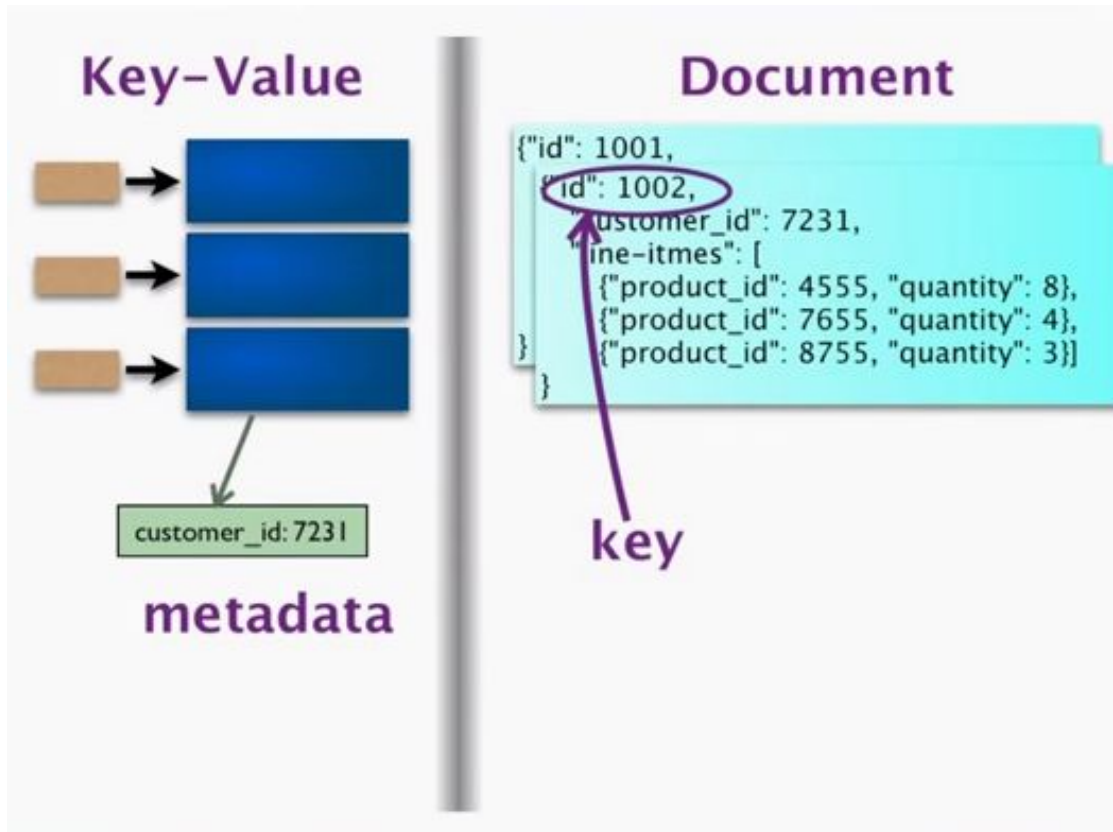 Key-Value
customer_id: 7231
metadata
Document
{"id": 1001,
{"id": 1002,
"customer_id": 7231,
"line-itmes": [
{"product_id": 4555, "quantity": 8},
{"product_id": 7655, "quantity": 4},
{"product_id": 8755, "quantity": 3}]
}
}
key